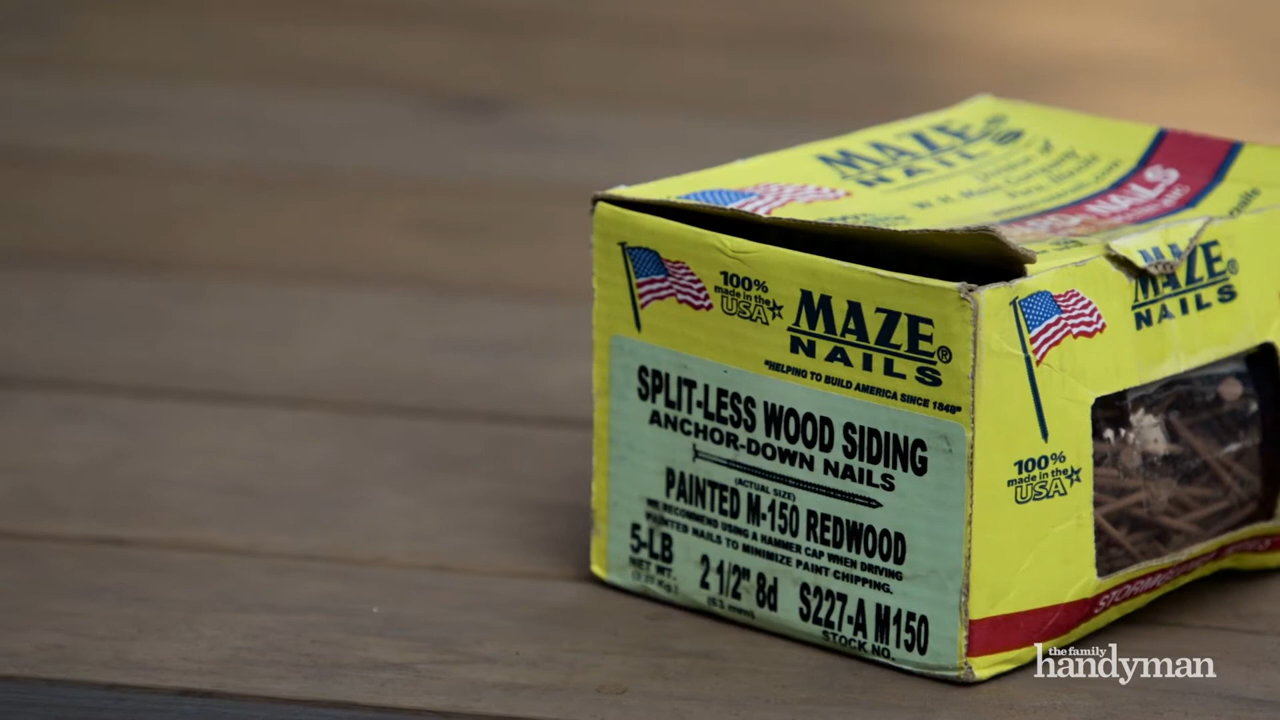 MAZE®
NAILS
W.H. Maze Company
NAILS
100%
made in the
USA
MAZE
NAILS®
"HELPING TO BUILD AMERICA SINCE 1848"
SPLIT-LESS WOOD SIDING
ANCHOR-DOWN NAILS
(ACTUAL SIZE)
PAINTED M-150 REDWOOD
WE RECOMMEND USING A HAMMER CAP WHEN DRIVING
PAINTED NAILS TO MINIMIZE PAINT CHIPPING.
5-LB
NET WT.
2 1/2" 8d
(63 mm)
S227-A M150
STOCK NO.
MAZE®
NAILS
100%
made in the
USA
the family
handyman